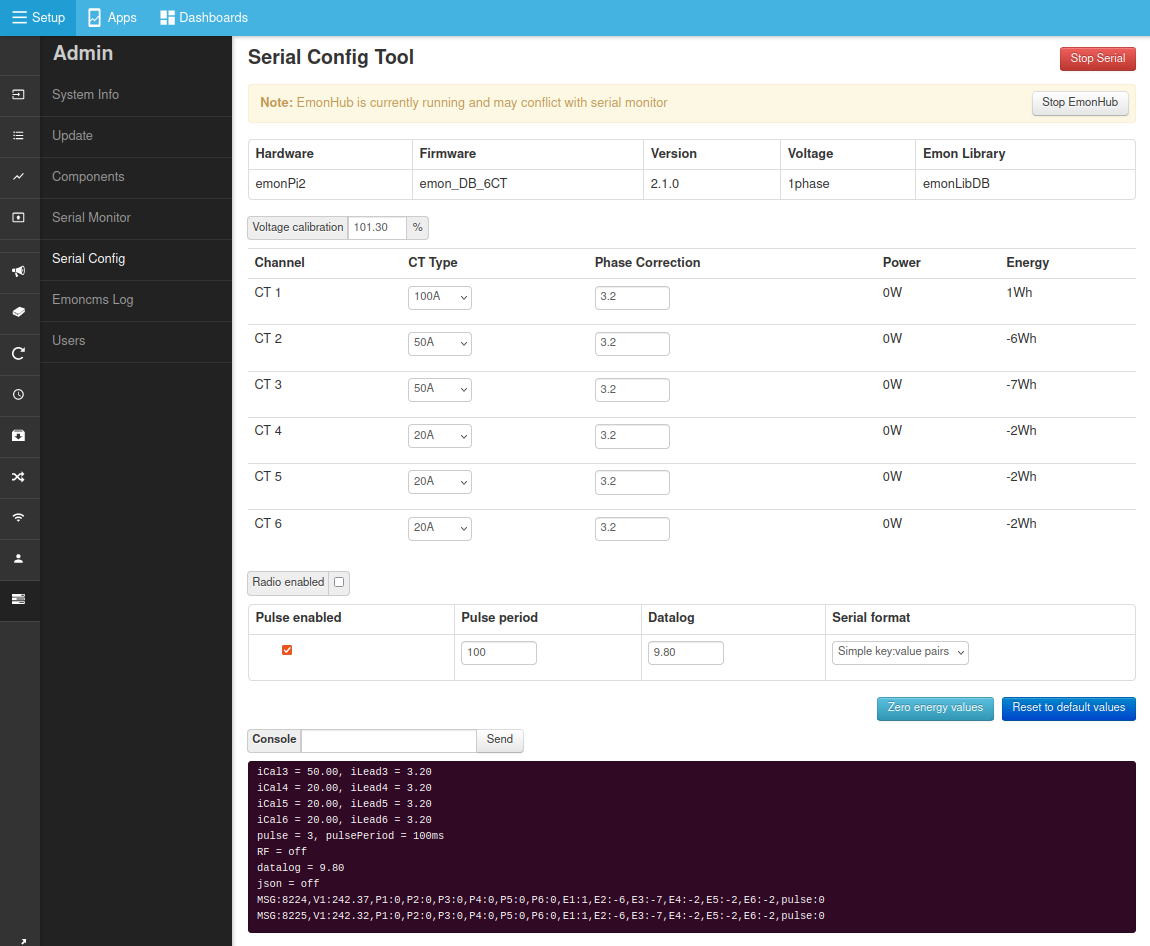 Setup Apps Dashboards
Admin
System Info
Update
Components
Serial Monitor
Serial Config
Emoncms Log
Users
Serial Config Tool Stop Serial
Note: EmonHub is currently running and may conflict with serial monitor Stop EmonHub
Hardware Firmware Version Voltage Emon Library
emonPi2 emon_DB_6CT 2.1.0 1phase emonLibDB
Voltage calibration 101.30 %
Channel CT Type Phase Correction Power Energy
CT 1 100A 3.2 0W 1Wh
CT 2 50A 3.2 0W -6Wh
CT 3 50A 3.2 0W -7Wh
CT 4 20A 3.2 0W -2Wh
CT 5 20A 3.2 0W -2Wh
CT 6 20A 3.2 0W -2Wh
Radio enabled
Pulse enabled Pulse period Datalog Serial format
100 9.80 Simple key:value pairs
Zero energy values Reset to default values
Console Send
iCal3 = 50.00, iLead3 = 3.20
iCal4 = 20.00, iLead4 = 3.20
iCal5 = 20.00, iLead5 = 3.20
iCal6 = 20.00, iLead6 = 3.20
pulse = 3, pulsePeriod = 100ms
RF = off
datalog = 9.80
json = off
MSG:8224,V1:242.37,P1:0,P2:0,P3:0,P4:0,P5:0,P6:0,E1:1,E2:-6,E3:-7,E4:-2,E5:-2,E6:-2,pulse:0
MSG:8225,V1:242.32,P1:0,P2:0,P3:0,P4:0,P5:0,P6:0,E1:1,E2:-6,E3:-7,E4:-2,E5:-2,E6:-2,pulse:0